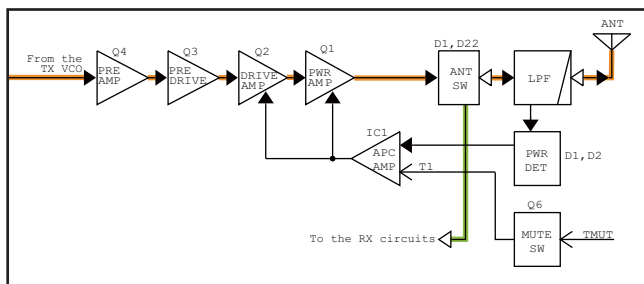 ANT
Q4
Q3
Q2
Q1
D1,D22
From the
TX VCO
PRE
AMP
PRE
DRIVE
DRIVE
AMP
PWR
AMP
ANT
SW
LPF
IC1
APC
AMP
T1
PWR
DET
D1,D2
Q6
To the RX circuits
MUTE
SW
TMUT